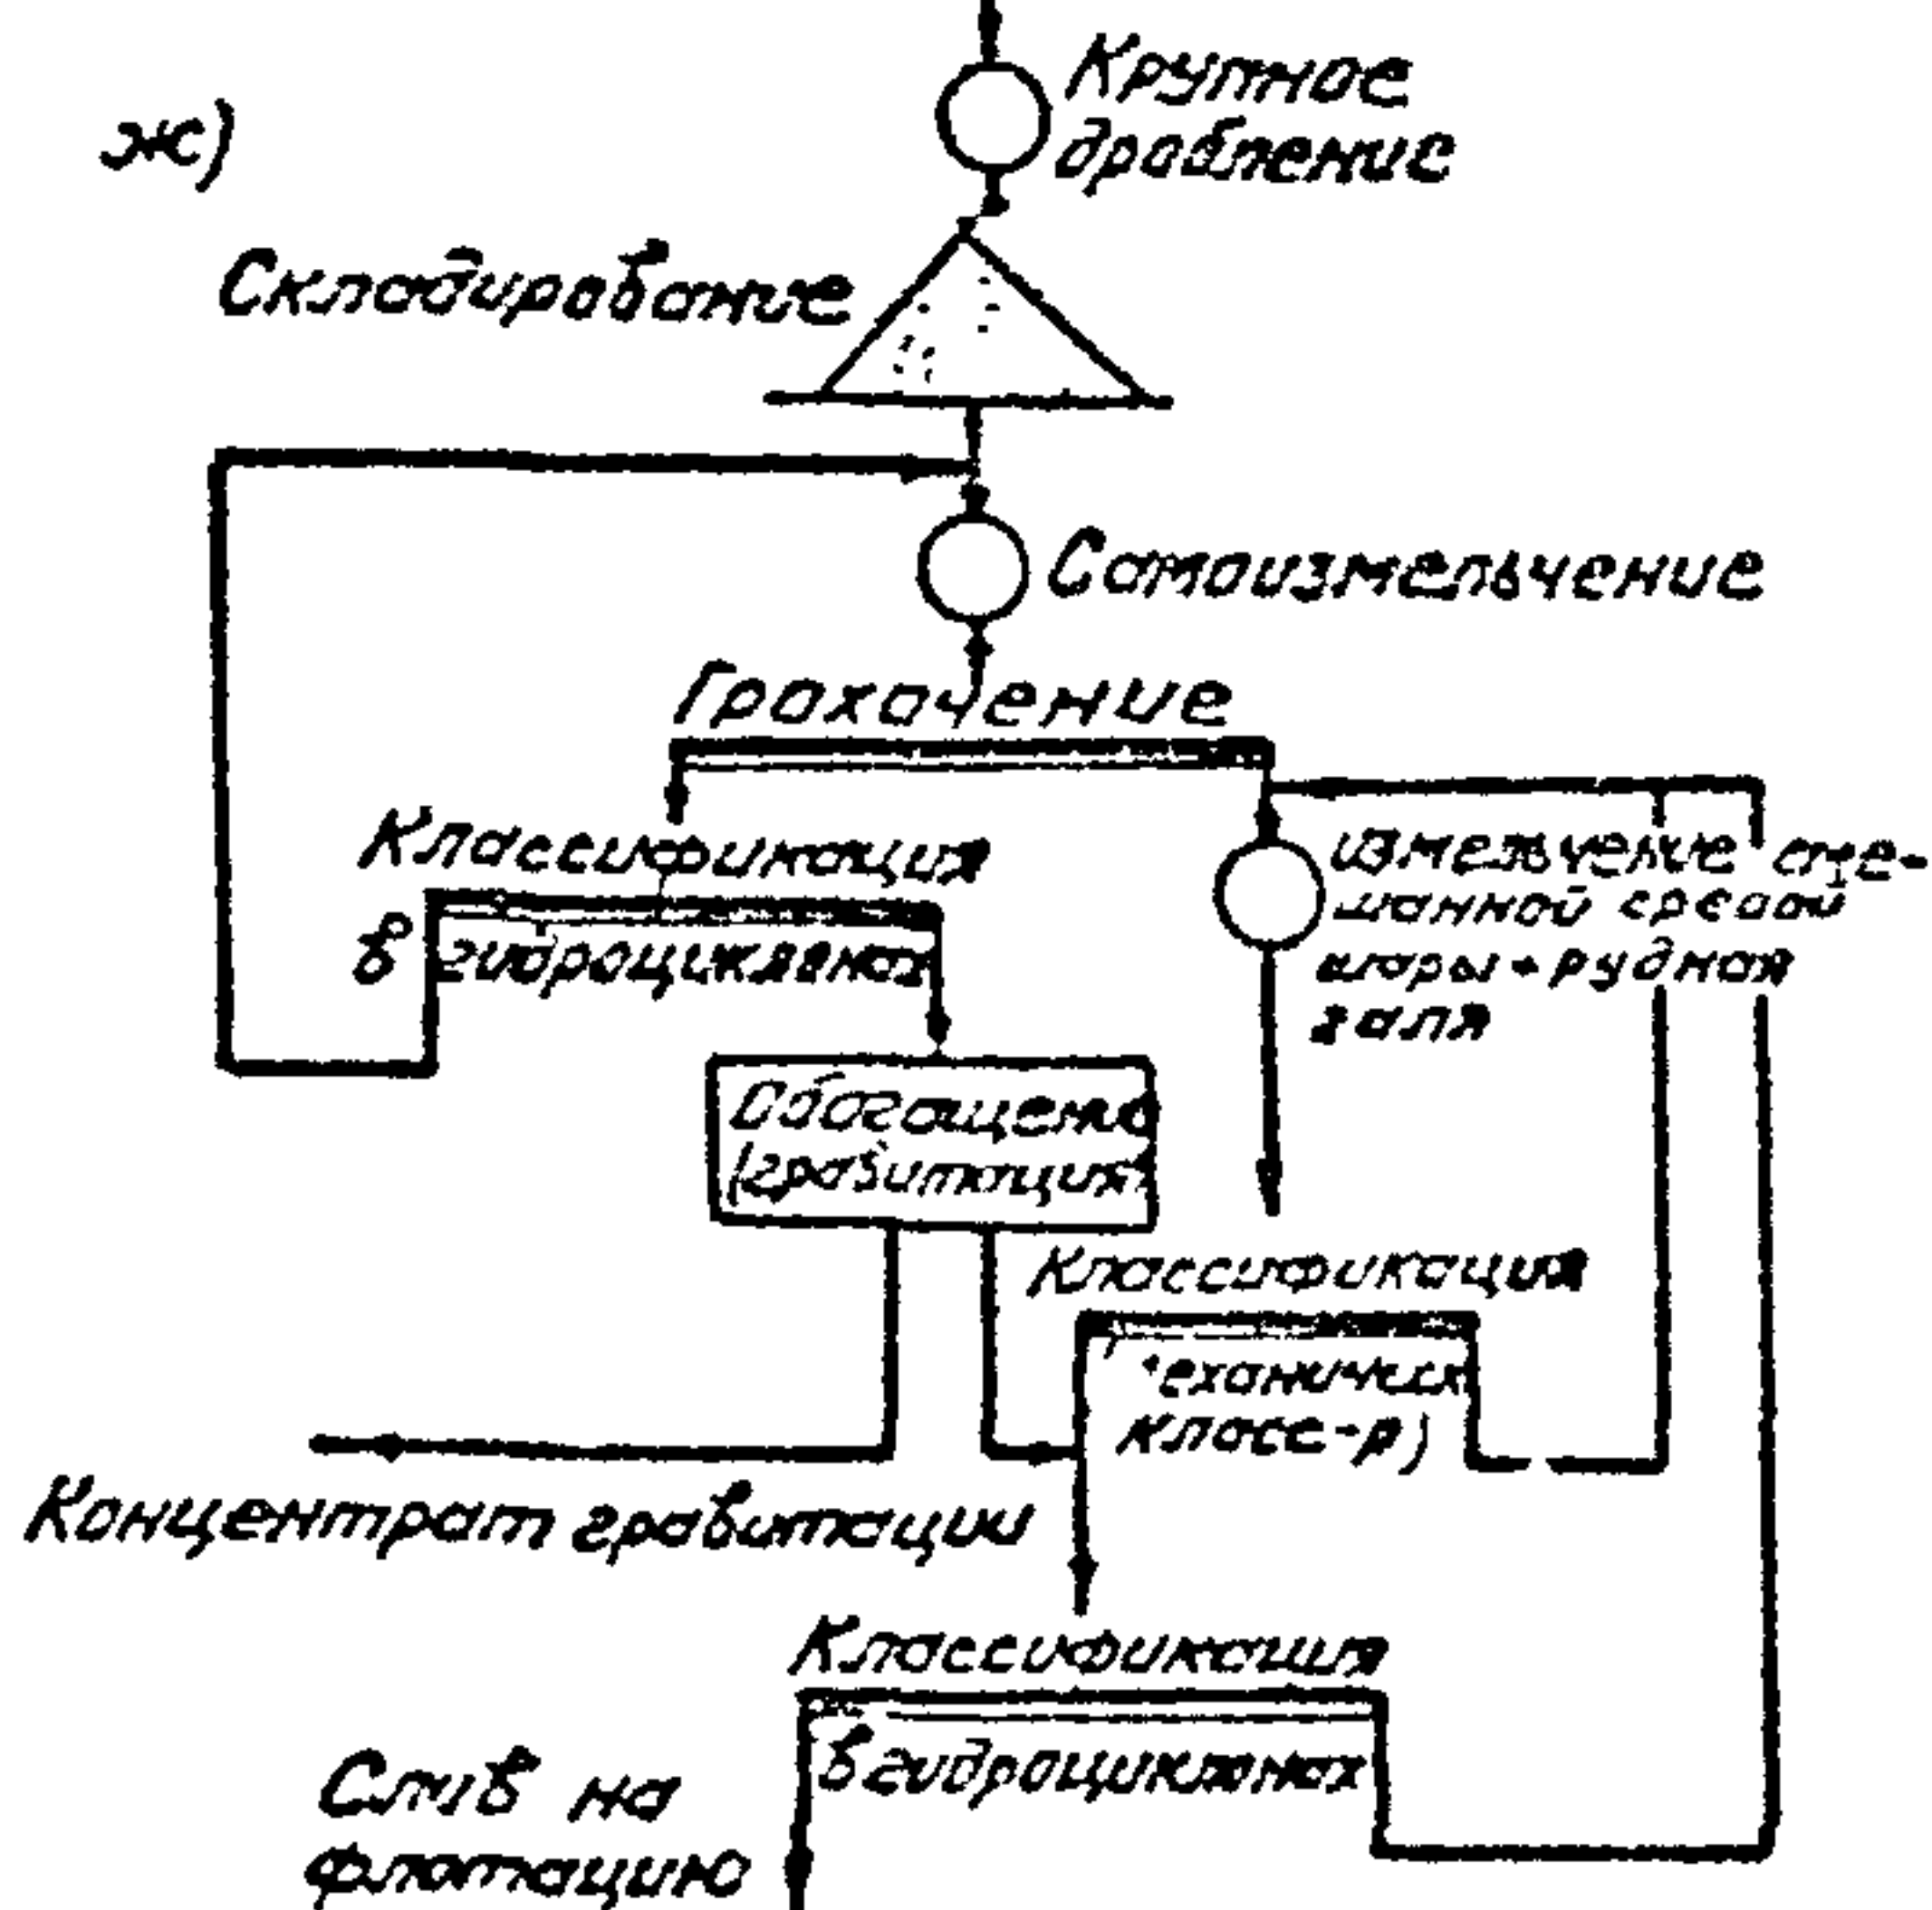 ж)
Крупное
дробление
Складирование
Самоизмельчение
Грохочение
Классификация
в гидроциклонах
Измельчение сме-
шанной средой
шары + рудная
галя
Обогащение
(гравитация)
Классификация
класс-р)
Концентрат гравитации
Классификация
в гидроциклонах
Слив на
флотацию